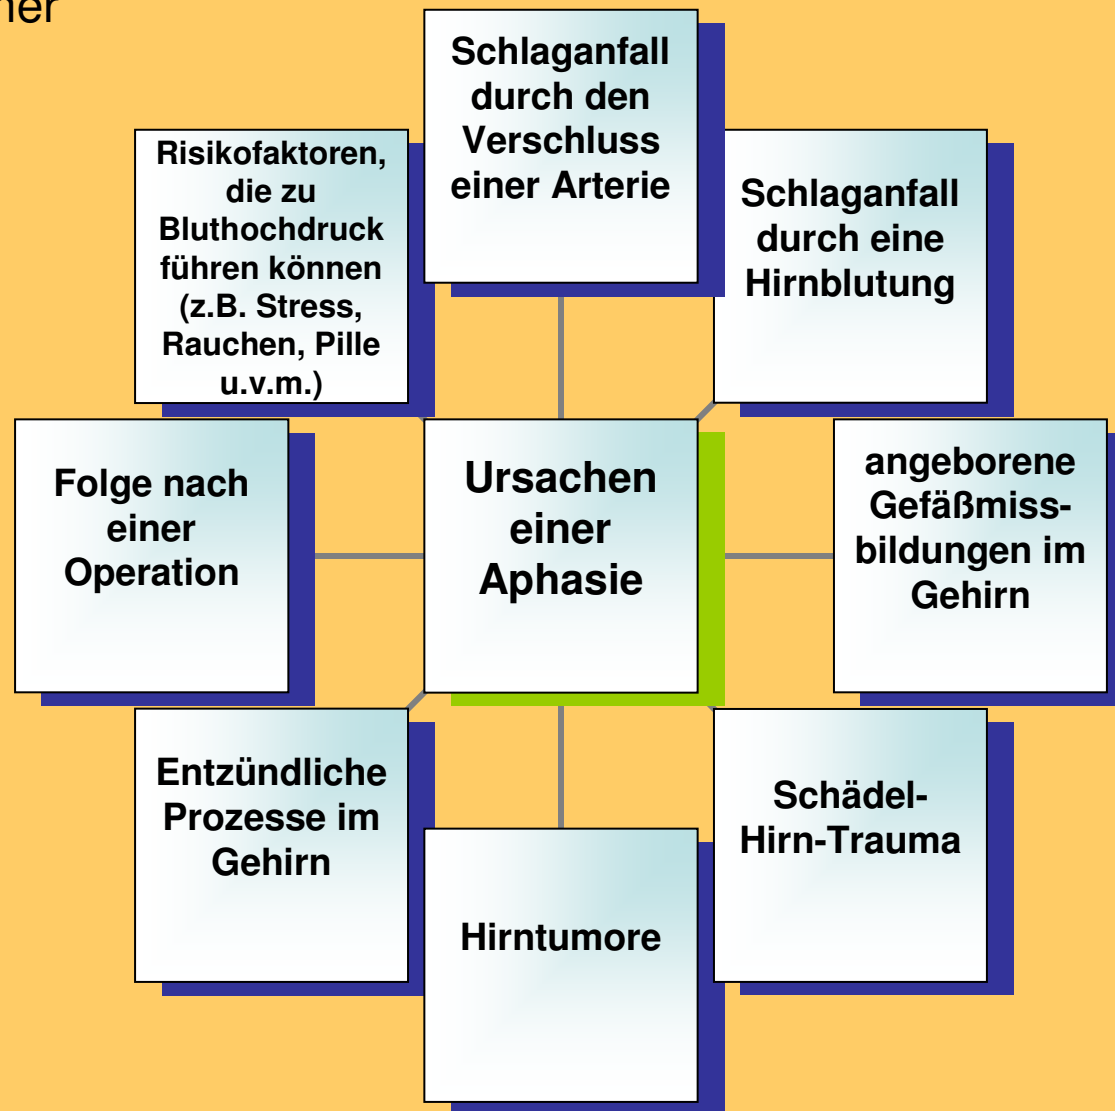 Schlaganfall
durch den
Verschluss
einer Arterie
Risikofaktoren,
die zu
Bluthochdruck
führen können
(z.B. Stress,
Rauchen, Pille
u.v.m.)
Schlaganfall
durch eine
Hirnblutung
Folge nach
einer
Operation
Ursachen
einer
Aphasie
angeborene
Gefäßmiss-
bildungen im
Gehirn
Entzündliche
Prozesse im
Gehirn
Schädel-
Hirn-Trauma
Hirntumore